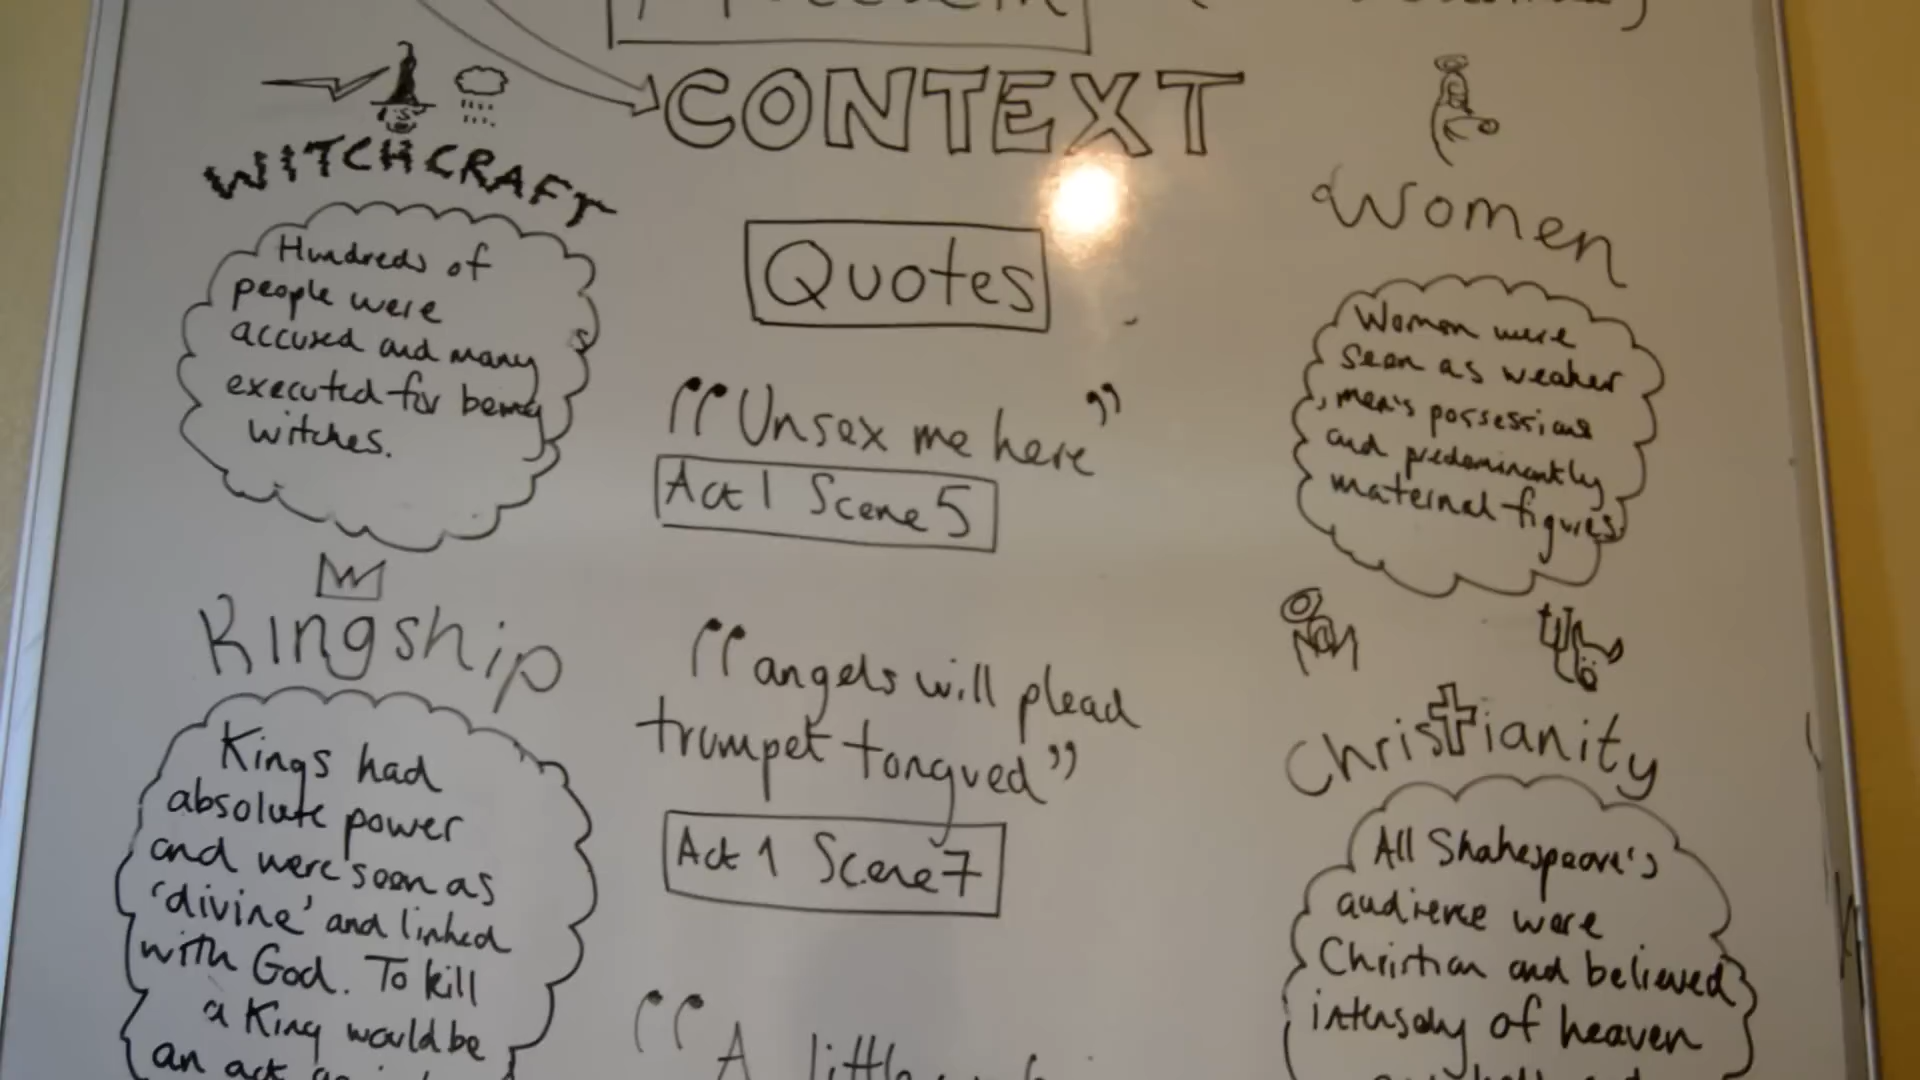 CONTEXT
WITCHCRAFT
Hundreds of
people were
accused and many
executed for being
witches.
Women
Women were
seen as weaker
, men's possessions
and predominantly
maternal figures
Quotes
"Unsex me here"
Act 1 Scene 5
Kingship
Kings had
absolute power
and were seen as
'divine' and linked
with God. To kill
a King would be
an act
"angels will plead
trumpet tongued"
Act 1 Scene 7
Christianity
All Shakespeare's
audience were
Christian and believed
intensely of heaven
"A little